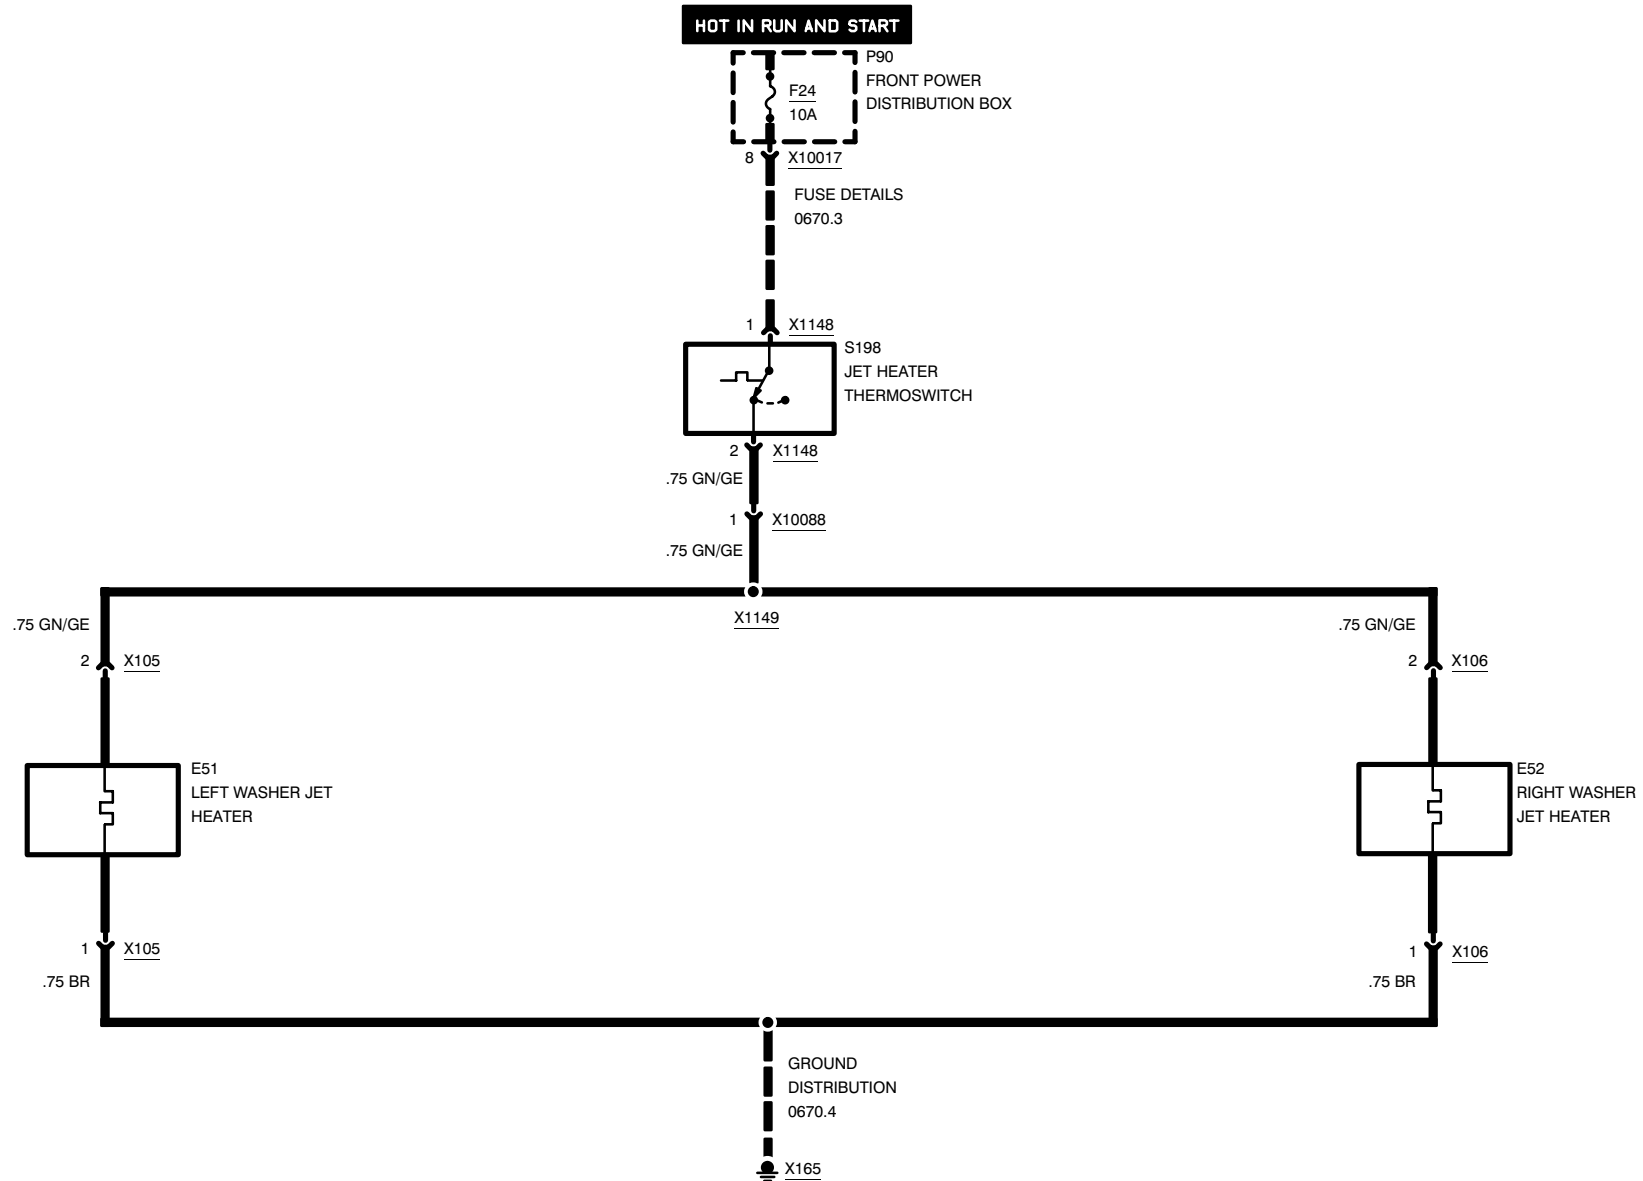 HOT IN RUN AND START
P90
FRONT POWER
DISTRIBUTION BOX
F24
10A
8 X10017
FUSE DETAILS
0670.3
1 X1148
S198
JET HEATER
THERMOSWITCH
2 X1148
.75 GN/GE
1 X10088
.75 GN/GE
X1149
.75 GN/GE
.75 GN/GE
2 X105
2 X106
E51
LEFT WASHER JET
HEATER
E52
RIGHT WASHER
JET HEATER
1 X105
1 X106
.75 BR
.75 BR
GROUND
DISTRIBUTION
0670.4
X165